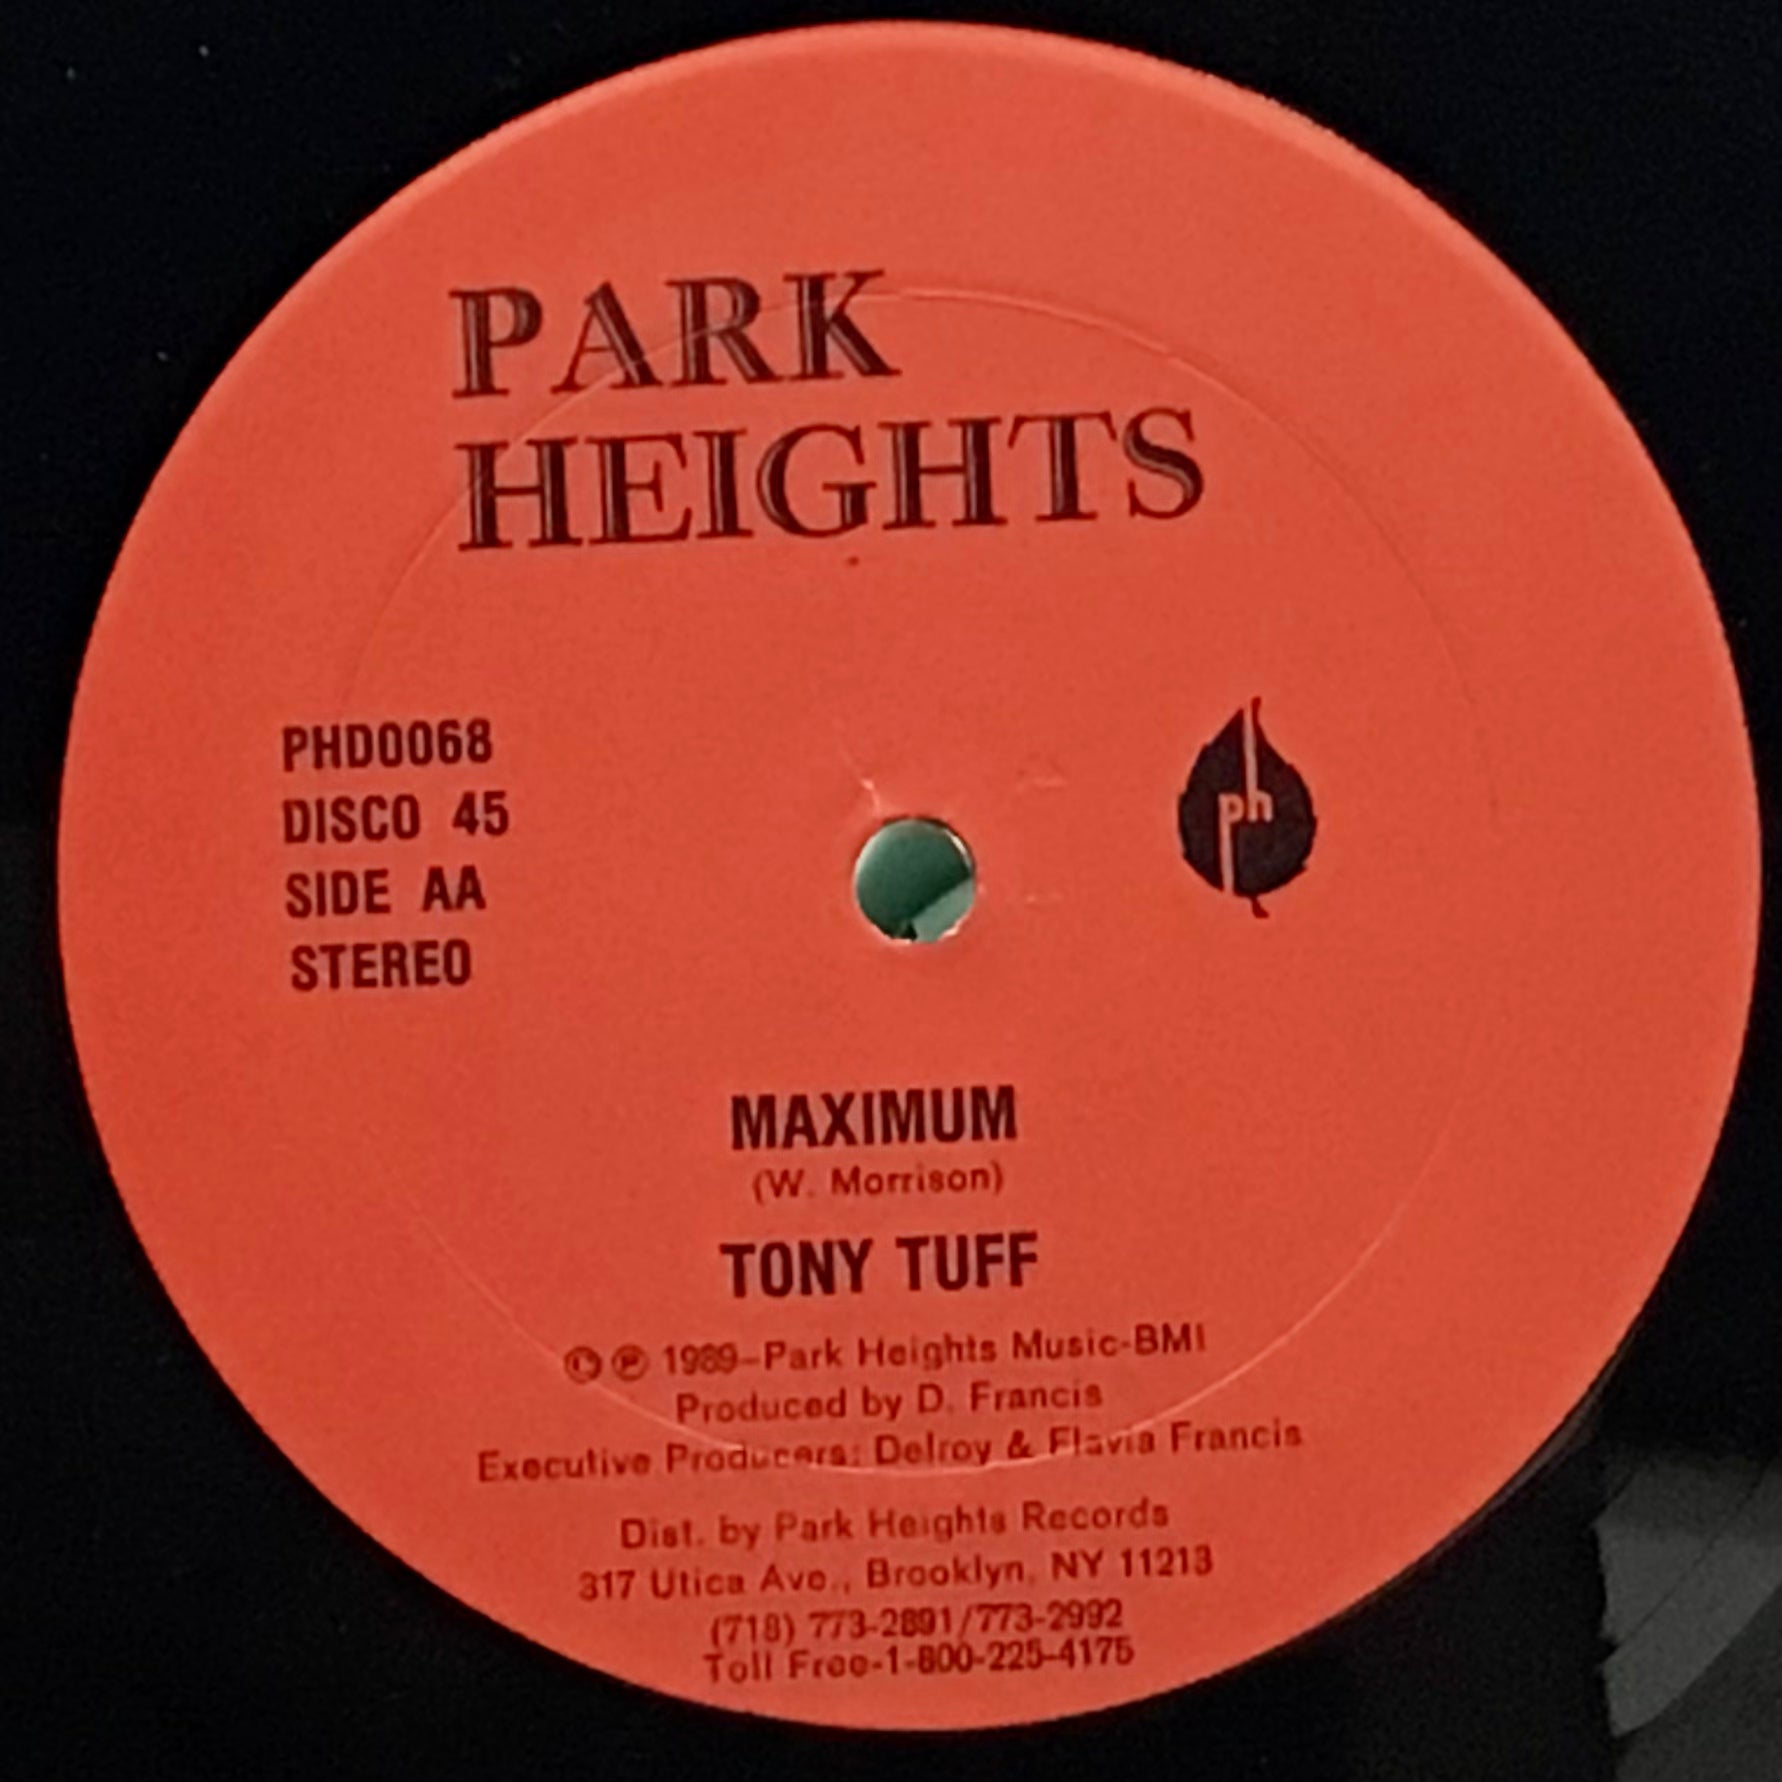 PARK
HEIGHTS
PHD0068
DISCO 45
SIDE AA
STEREO
ph
MAXIMUM
(W. Morrison)
TONY TUFF
© ℗ 1989–Park Heights Music-BMI
Produced by D. Francis
Executive Producers: Delroy & Flavia Francis
Dist. by Park Heights Records
317 Utica Ave., Brooklyn, NY 11213
(718) 773-2891/773-2992
Toll Free-1-800-225-4175